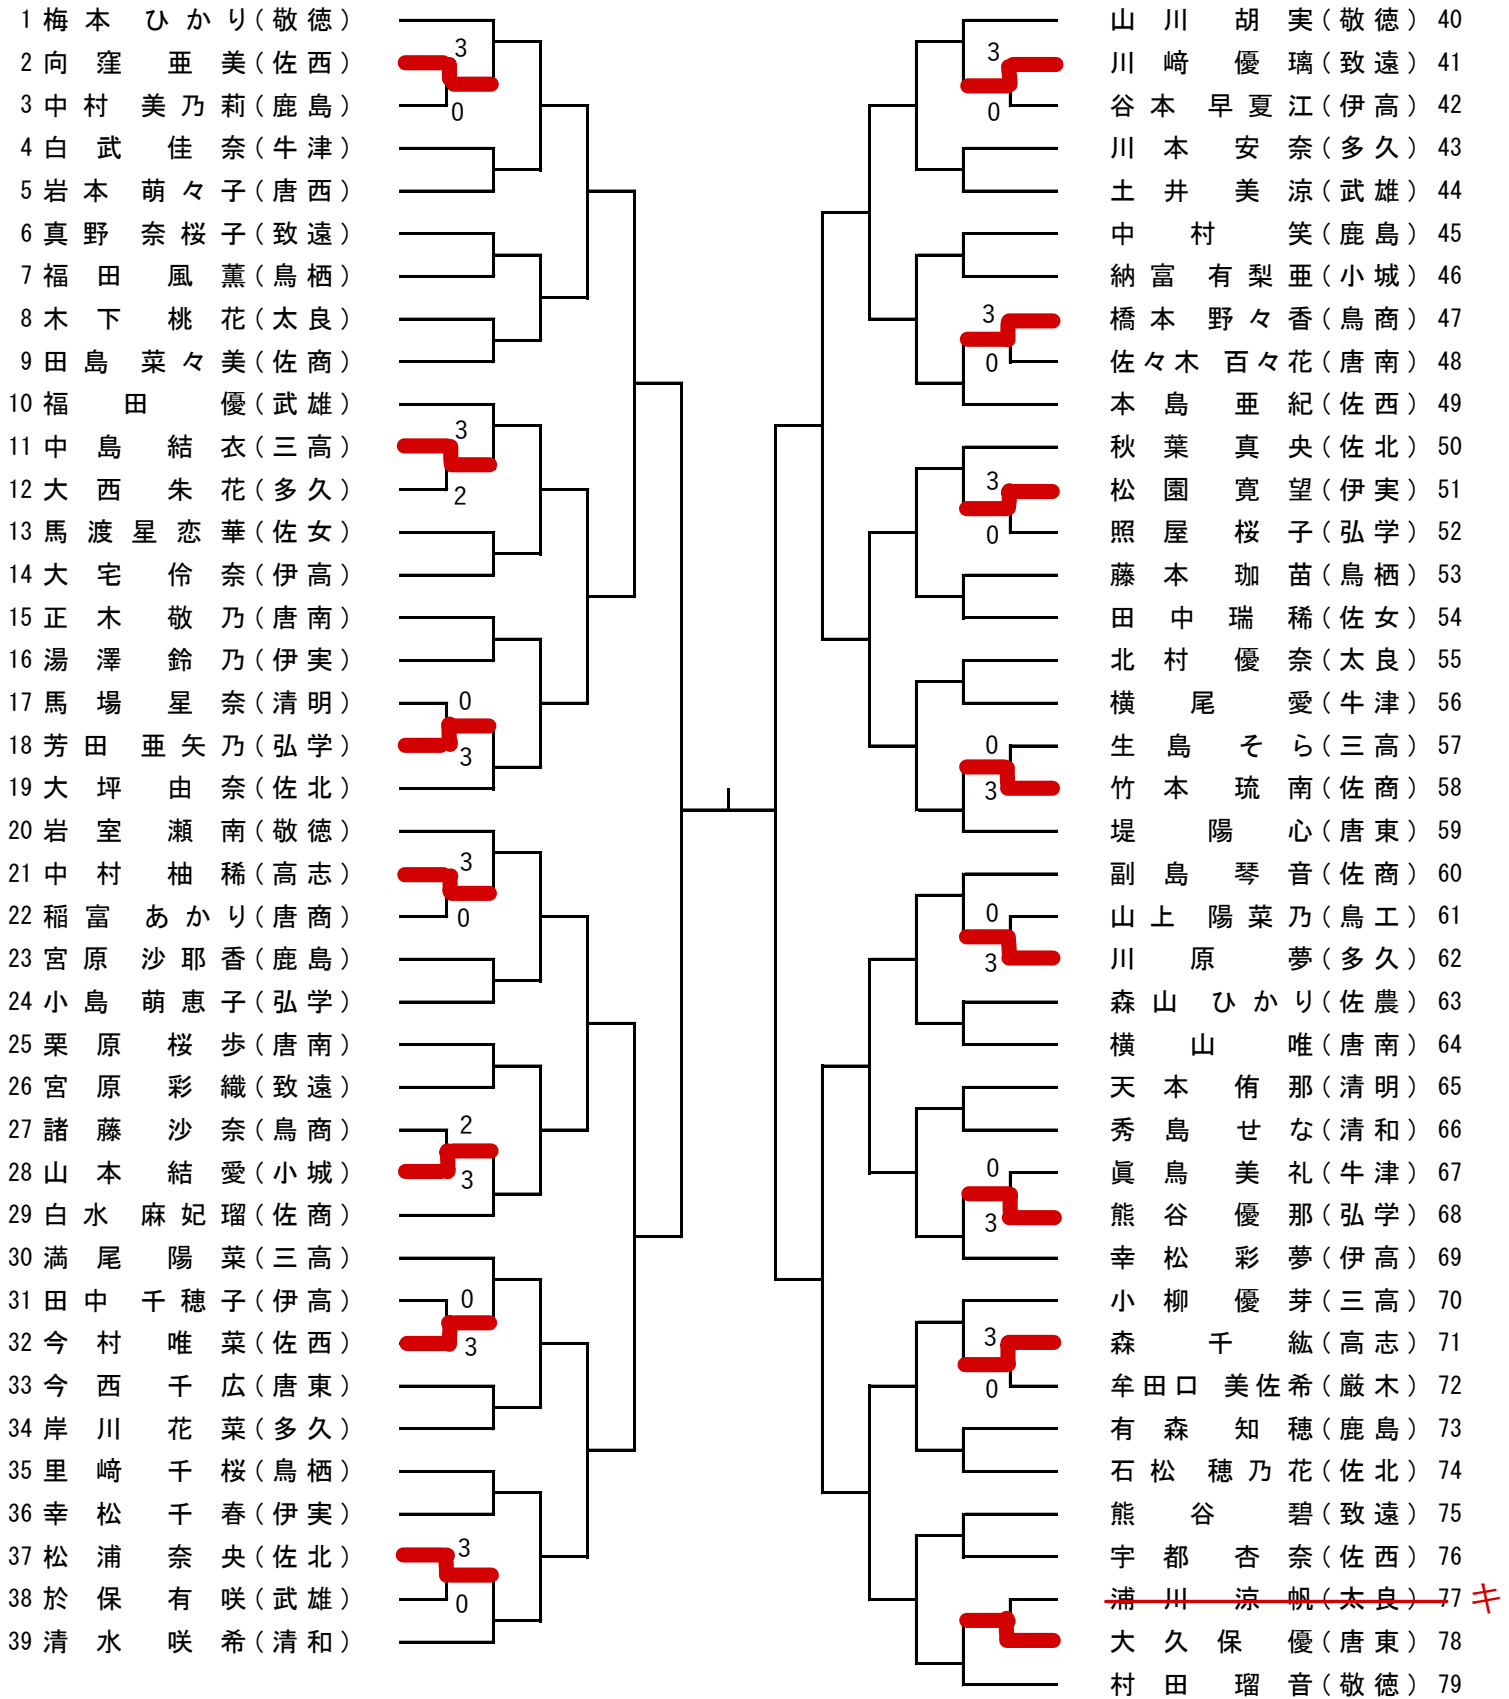 1 梅本 ひかり(敬徳)
2 向窪 亜美(佐西)
3 0
3 中村 美乃莉(鹿島)
4 白武 佳奈(牛津)
5 岩本 萌々子(唐西)
6 真野 奈桜子(致遠)
7 福田 風薫(鳥栖)
8 木下 桃花(太良)
9 田島 菜々美(佐商)
10 福田 優(武雄)
11 中島 結衣(三高)
3 2
12 大西 朱花(多久)
13 馬渡 星恋華(佐女)
14 大宅 伶奈(伊高)
15 正木 敬乃(唐南)
16 湯澤 鈴乃(伊実)
17 馬場 星奈(清明)
0 3
18 芳田 亜矢乃(弘学)
19 大坪 由奈(佐北)
20 岩室 瀬南(敬徳)
21 中村 柚稀(高志)
3 0
22 稲富 あかり(唐商)
23 宮原 沙耶香(鹿島)
24 小島 萌恵子(弘学)
25 栗原 桜歩(唐南)
26 宮原 彩織(致遠)
27 諸藤 沙奈(鳥商)
2 3
28 山本 結愛(小城)
29 白水 麻妃瑠(佐商)
30 満尾 陽菜(三高)
31 田中 千穂子(伊高)
0 3
32 今村 唯菜(佐西)
33 今西 千広(唐東)
34 岸川 花菜(多久)
35 里﨑 千桜(鳥栖)
36 幸松 千春(伊実)
37 松浦 奈央(佐北)
3 0
38 於保 有咲(武雄)
39 清水 咲希(清和)
山川 胡実(敬徳) 40
川﨑 優璃(致遠) 41
3 0
谷本 早夏江(伊高) 42
川本 安奈(多久) 43
土井 美涼(武雄) 44
中村 笑(鹿島) 45
納富 有梨亜(小城) 46
橋本 野々香(鳥商) 47
3 0
佐々木 百々花(唐南) 48
本島 亜紀(佐西) 49
秋葉 真央(佐北) 50
松園 寛望(伊実) 51
3 0
照屋 桜子(弘学) 52
藤本 珈苗(鳥栖) 53
田中 瑞稀(佐女) 54
北村 優奈(太良) 55
横尾 愛(牛津) 56
生島 そら(三高) 57
0 3
竹本 琉南(佐商) 58
堤 陽心(唐東) 59
副島 琴音(佐商) 60
山上 陽菜乃(鳥工) 61
0 3
川原 夢(多久) 62
森山 ひかり(佐農) 63
横山 唯(唐南) 64
天本 侑那(清明) 65
秀島 せな(清和) 66
眞鳥 美礼(牛津) 67
0 3
熊谷 優那(弘学) 68
幸松 彩夢(伊高) 69
小柳 優芽(三高) 70
森 千紘(高志) 71
3 0
牟田口 美佐希(厳木) 72
有森 知穂(鹿島) 73
石松 穂乃花(佐北) 74
熊谷 碧(致遠) 75
宇都 杏奈(佐西) 76
浦川 涼帆(太良) 77 キ
大久保 優(唐東) 78
村田 瑠音(敬徳) 79